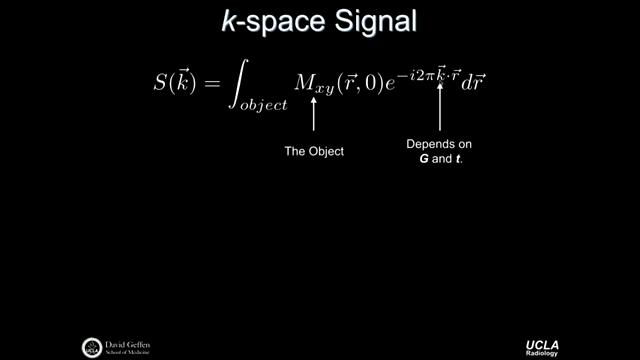 k-space Signal
S(k⃗) = ∫_object M_xy(r⃗, 0)e^{−i2πk⃗·r⃗}dr⃗
The Object
Depends on
G and t.
UCLA
David Geffen
School of Medicine
UCLA
Radiology